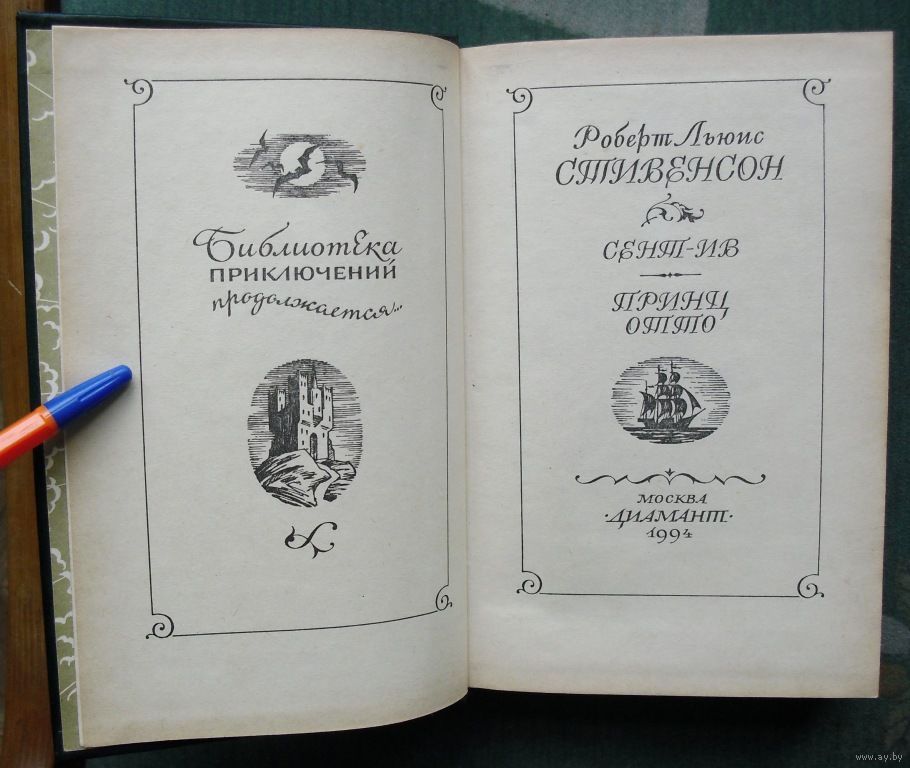 Библиотека
ПРИКЛЮЧЕНИЙ
продолжается...
Роберт Льюис
СТИВЕНСОН
СЕНТ-ИВ
ПРИНЦ
ОТТО
МОСКВА
·ДИАМАНТ·
1994
www.ay.by